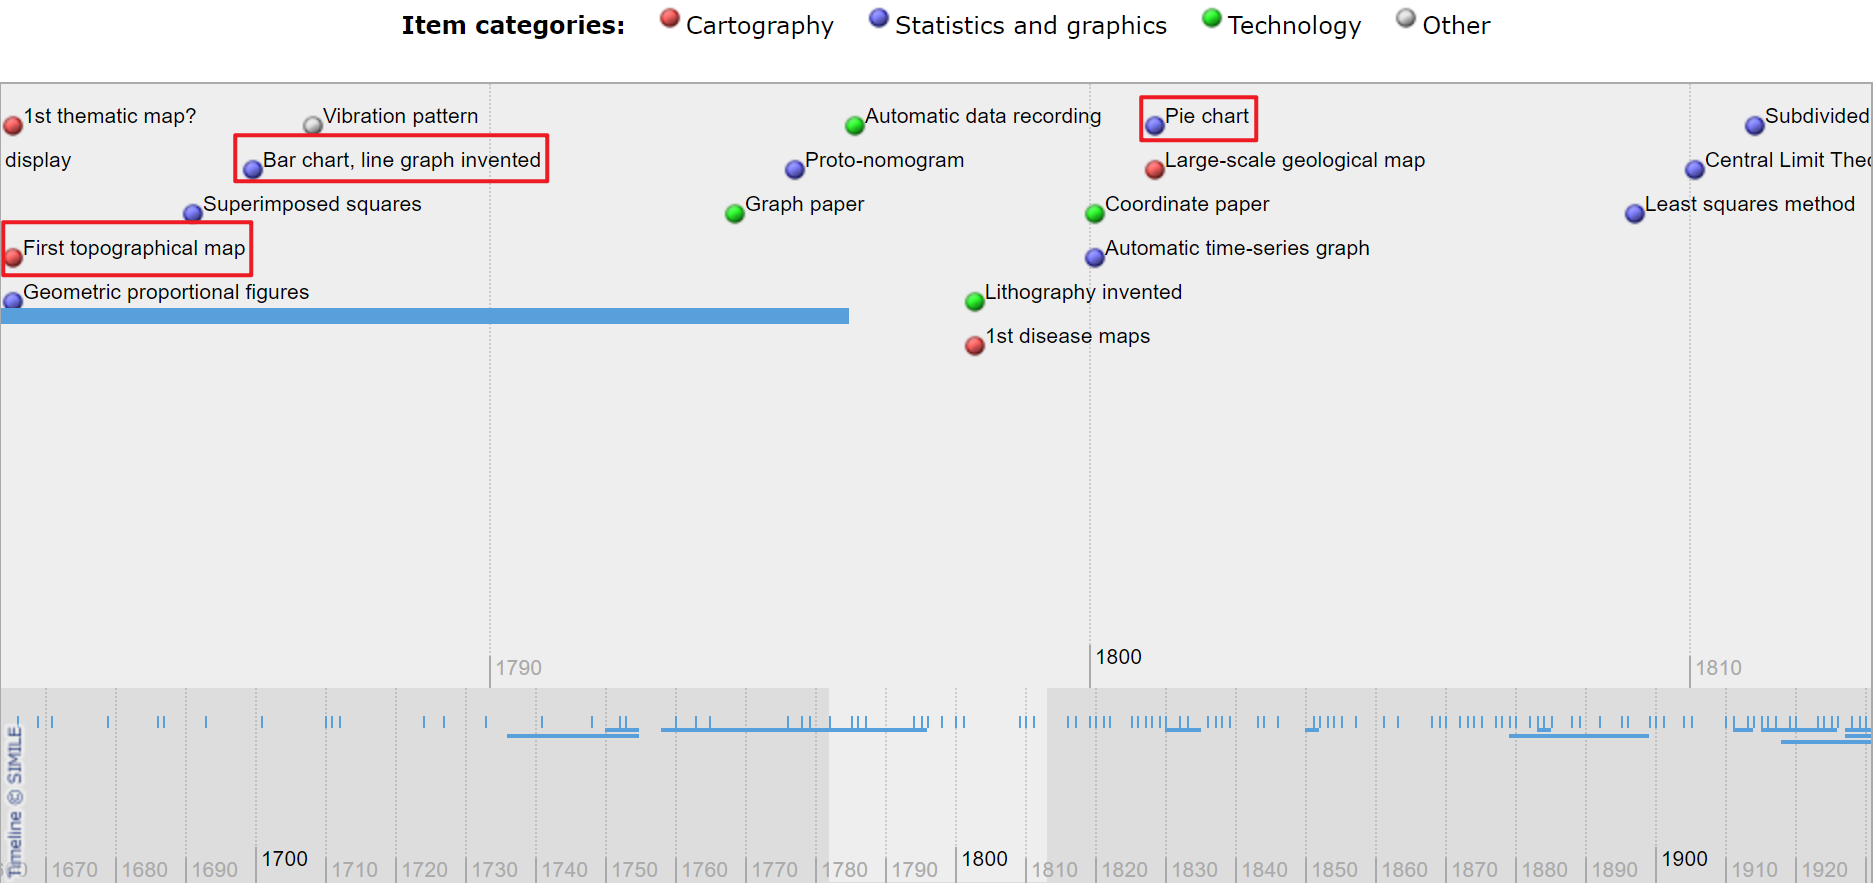 Item categories: Cartography Statistics and graphics Technology Other
1st thematic map? Vibration pattern Automatic data recording Pie chart Subdivided
display Bar chart, line graph invented Proto-nomogram Large-scale geological map Central Limit Theo
Superimposed squares Graph paper Coordinate paper Least squares method
First topographical map Automatic time-series graph
Geometric proportional figures Lithography invented
1st disease maps
1790 1800 1810
Timeline © SIMILE
1670 1680 1690 1700 1710 1720 1730 1740 1750 1760 1770 1780 1790 1800 1810 1820 1830 1840 1850 1860 1870 1880 1890 1900 1910 1920